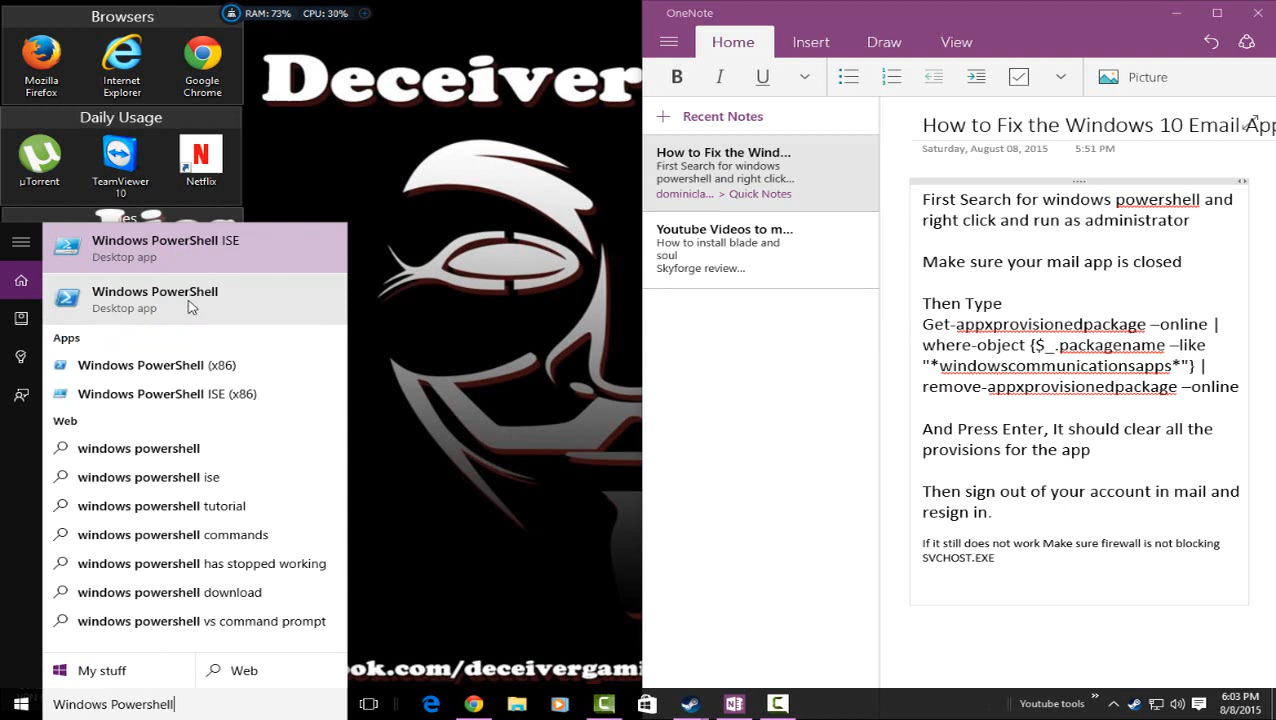 Browsers
RAM: 73% CPU: 30%
Mozilla Firefox
Internet Explorer
Google Chrome
Daily Usage
µTorrent
TeamViewer 10
Netflix
Deceiver
Windows PowerShell ISE
Desktop app
Windows PowerShell
Desktop app
Apps
Windows PowerShell (x86)
Windows PowerShell ISE (x86)
Web
windows powershell
windows powershell ise
windows powershell tutorial
windows powershell commands
windows powershell has stopped working
windows powershell download
windows powershell vs command prompt
My stuff
Web
Windows Powershell
ok.com/deceivergami
OneNote
Home
Insert
Draw
View
B I U
Picture
+ Recent Notes
How to Fix the Wind...
First Search for windows
powershell and right click...
dominicla... > Quick Notes
Youtube Videos to m...
How to install blade and
soul
Skyforge review...
How to Fix the Windows 10 Email App
Saturday, August 08, 2015 5:51 PM
First Search for windows powershell and
right click and run as administrator
Make sure your mail app is closed
Then Type
Get-appxprovisionedpackage –online |
where-object {$_.packagename –like
"*windowscommunicationsapps*"} |
remove-appxprovisionedpackage –online
And Press Enter, It should clear all the
provisions for the app
Then sign out of your account in mail and
resign in.
If it still does not work Make sure firewall is not blocking
SVCHOST.EXE
Youtube tools
6:03 PM
8/8/2015